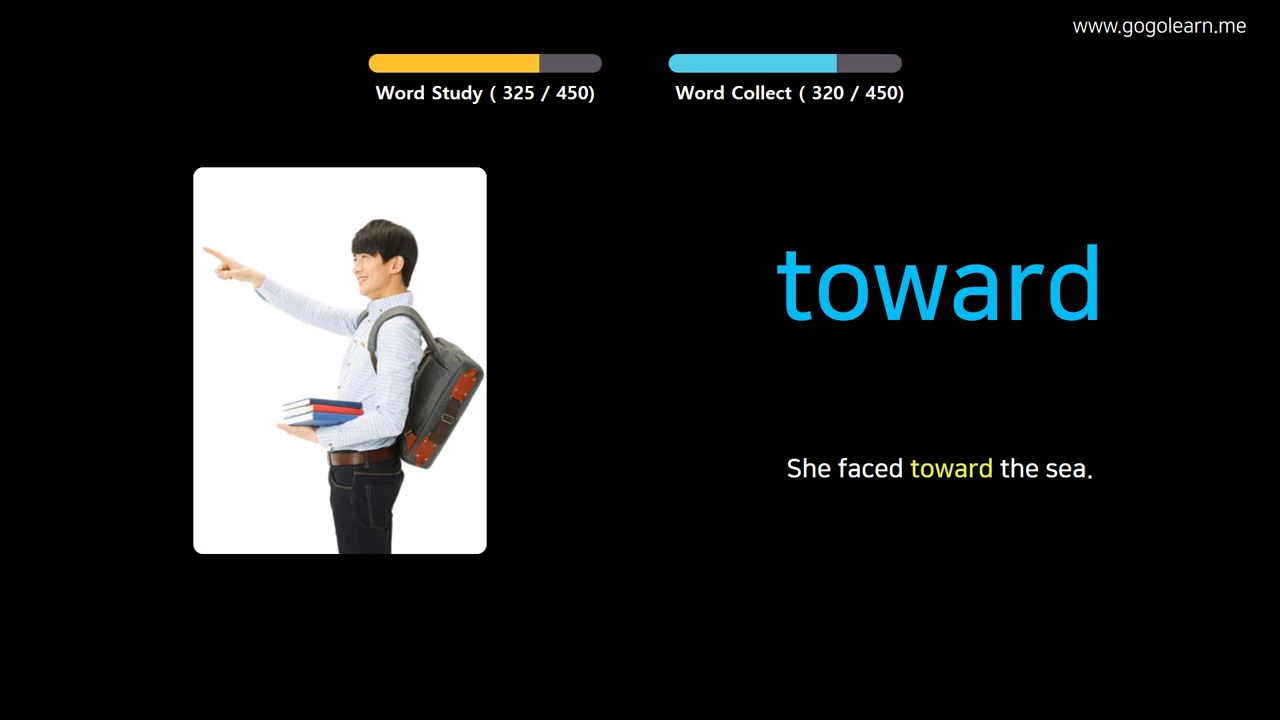 www.gogolearn.me
Word Study ( 325 / 450)
Word Collect ( 320 / 450)
toward
She faced toward the sea.